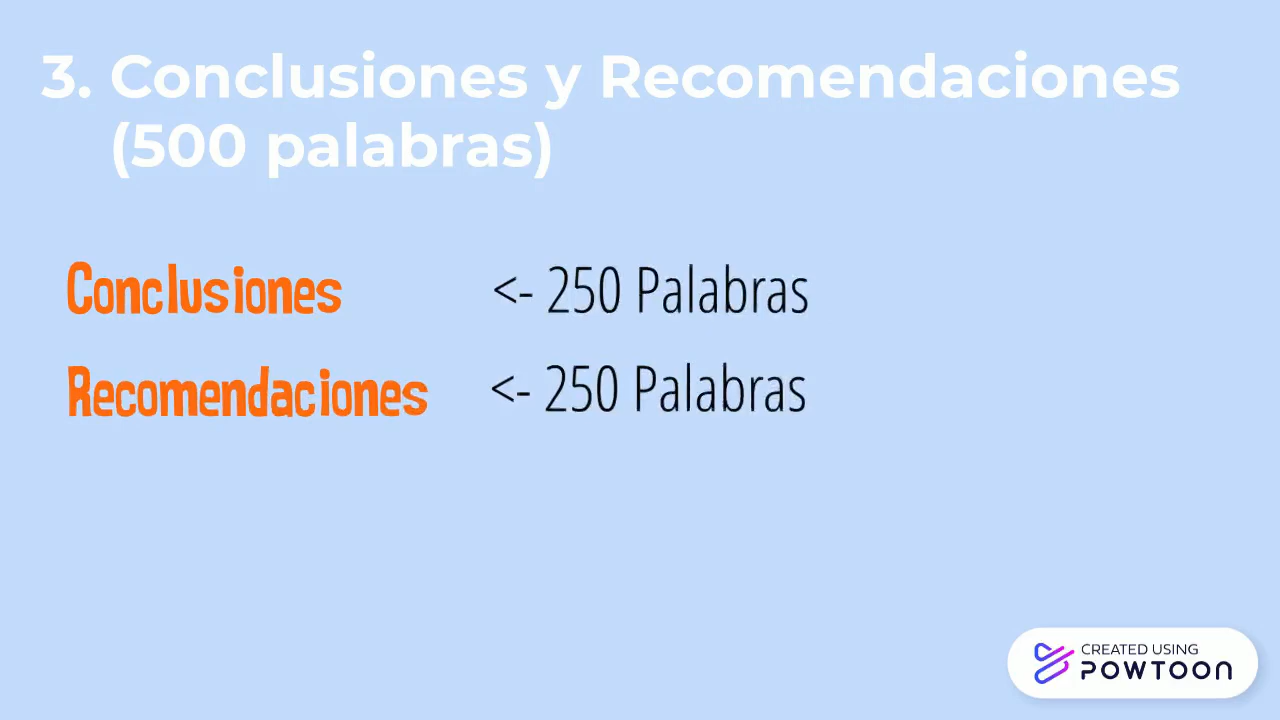 3. Conclusiones y Recomendaciones
(500 palabras)
Conclusiones <- 250 Palabras
Recomendaciones <- 250 Palabras
CREATED USING
POWTOON